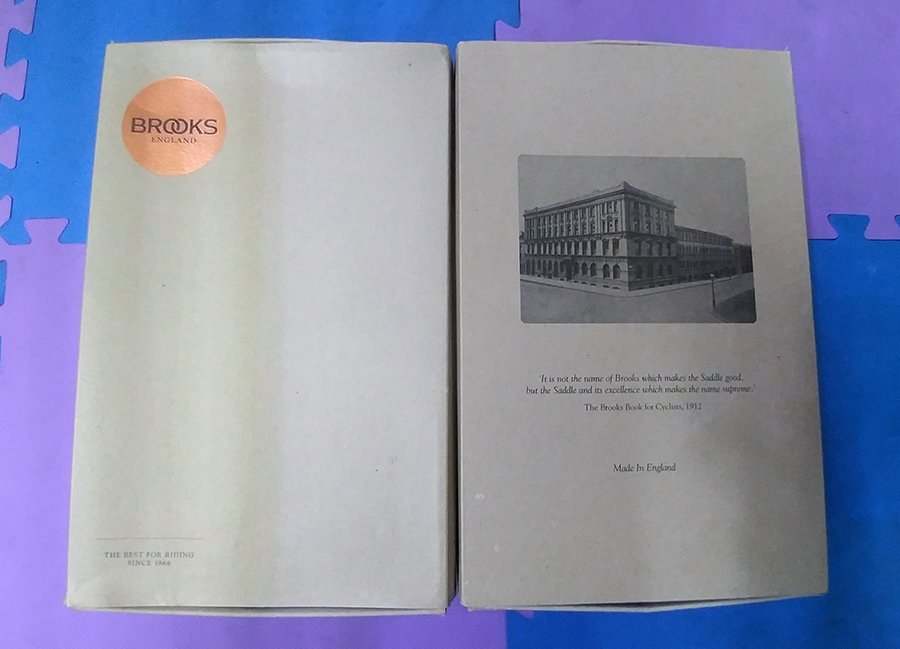 BROOKS
ENGLAND
THE BEST FOR RIDING
SINCE 1866
'It is not the name of Brooks which makes the Saddle good,
but the Saddle and its excellence which makes the name supreme.'
The Brooks Book for Cyclists, 1912
Made In England